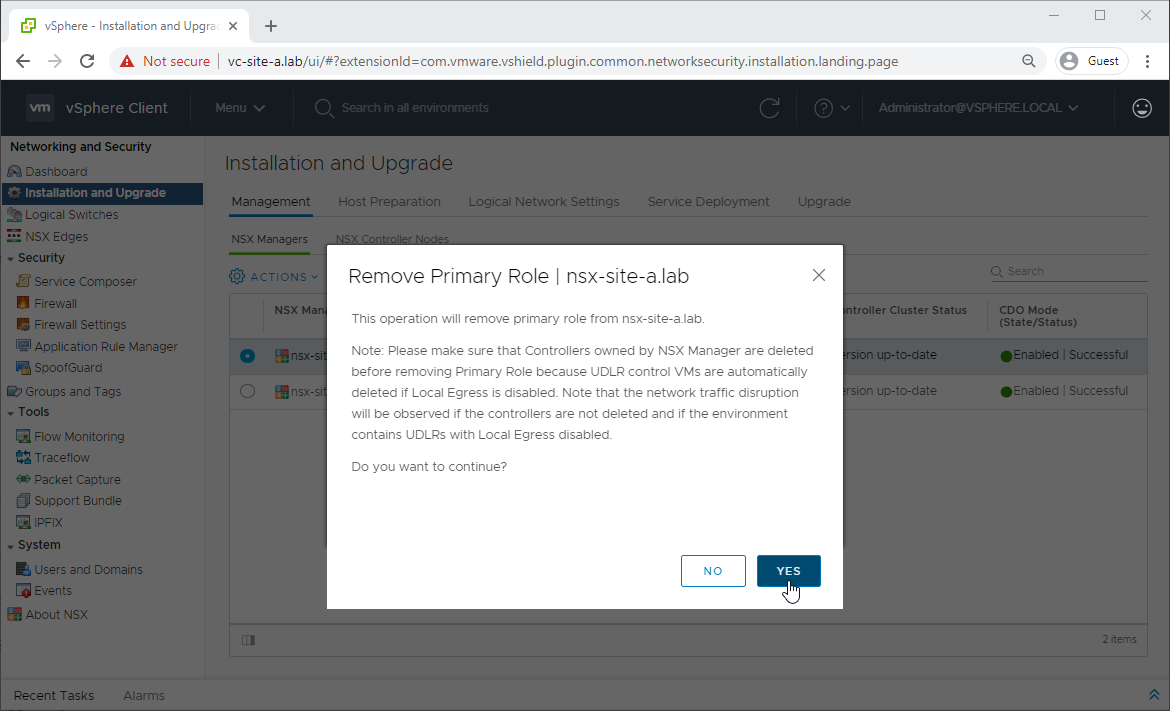 vSphere - Installation and Upgra
Not secure
vc-site-a.lab/ui/#?extensionId=com.vmware.vshield.plugin.common.networksecurity.installation.landing.page
Guest
vm
vSphere Client
Menu
Search in all environments
Administrator@VSPHERE.LOCAL
Networking and Security
Dashboard
Installation and Upgrade
Logical Switches
NSX Edges
Security
Service Composer
Firewall
Firewall Settings
Application Rule Manager
SpoofGuard
Groups and Tags
Tools
Flow Monitoring
Traceflow
Packet Capture
Support Bundle
IPFIX
System
Users and Domains
Events
About NSX
Installation and Upgrade
Management
Host Preparation
Logical Network Settings
Service Deployment
Upgrade
NSX Managers
NSX Controller Nodes
ACTIONS
Search
NSX Mana
ntroller Cluster Status
CDO Mode
(State/Status)
nsx-sit
rsion up-to-date
Enabled | Successful
nsx-sit
rsion up-to-date
Enabled | Successful
2 items
Remove Primary Role | nsx-site-a.lab
This operation will remove primary role from nsx-site-a.lab.
Note: Please make sure that Controllers owned by NSX Manager are deleted
before removing Primary Role because UDLR control VMs are automatically
deleted if Local Egress is disabled. Note that the network traffic disruption
will be observed if the controllers are not deleted and if the environment
contains UDLRs with Local Egress disabled.
Do you want to continue?
NO
YES
Recent Tasks
Alarms